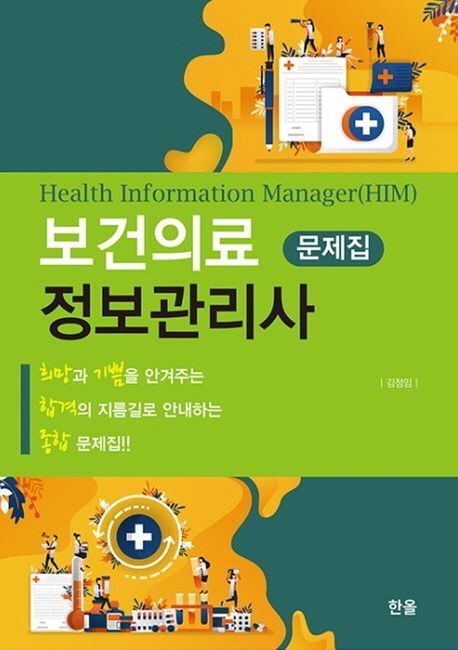 Health Information Manager(HIM)
보건의료 문제집
정보관리사
희망과 기쁨을 안겨주는
합격의 지름길로 안내하는
종합 문제집!!
| 김정임 |
한올